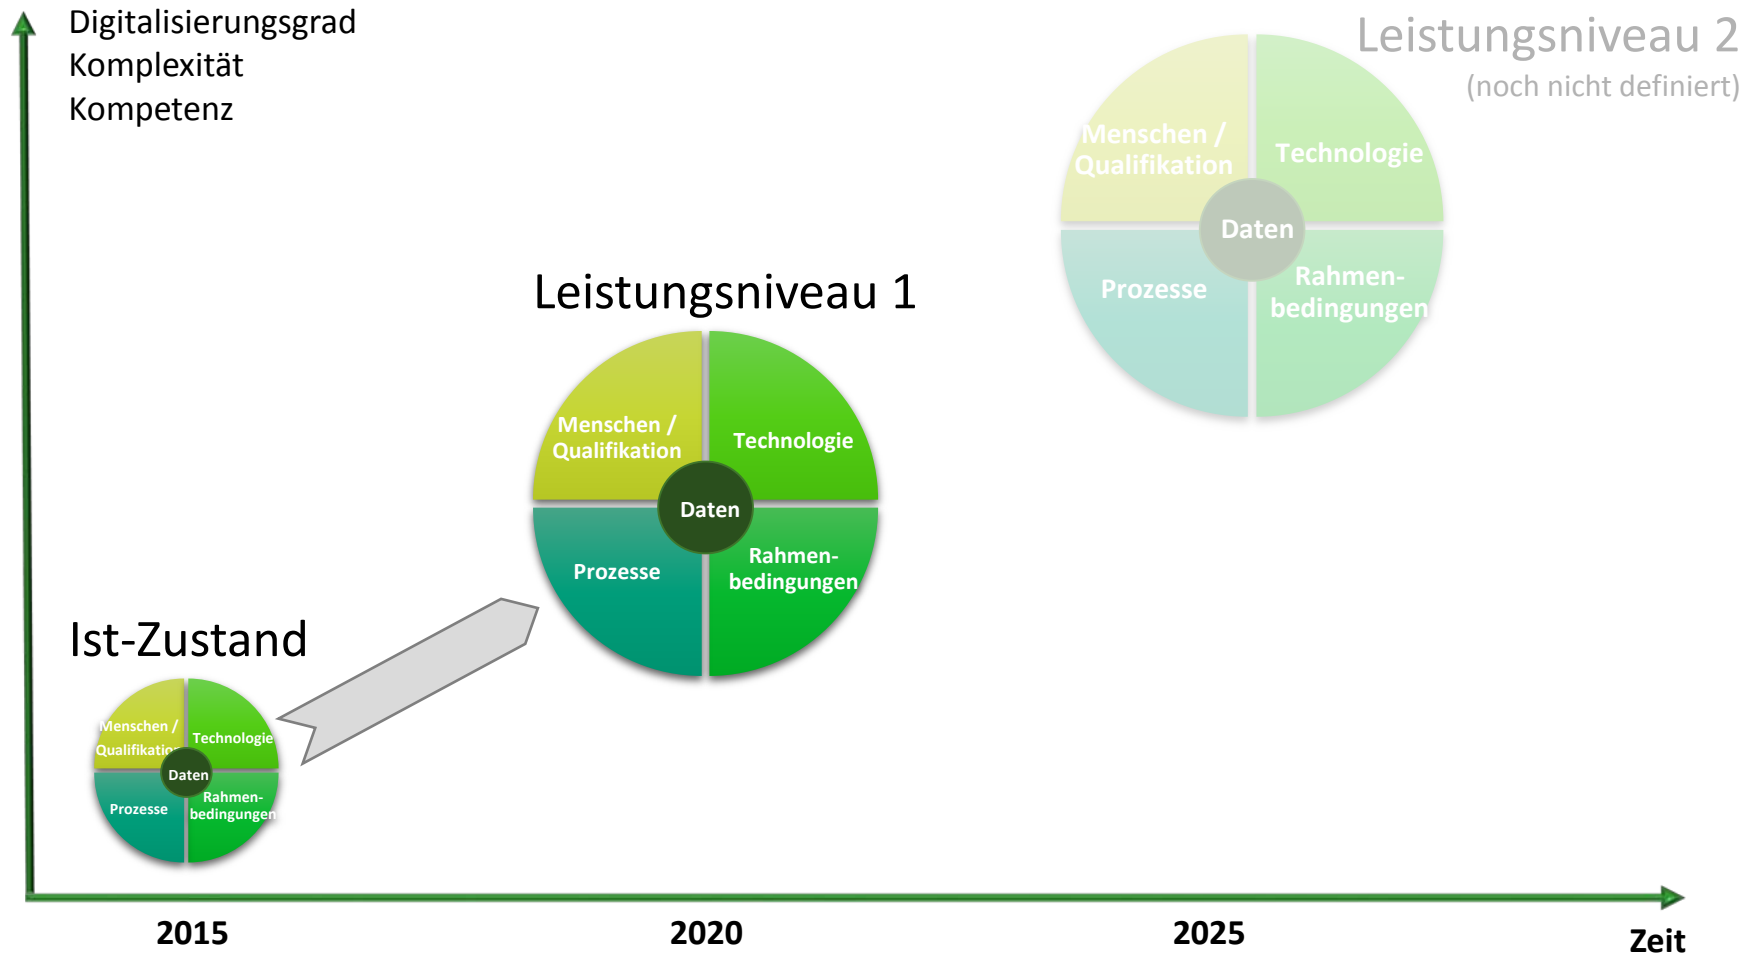 Digitalisierungsgrad
Komplexität
Kompetenz
Leistungsniveau 2
(noch nicht definiert)
Menschen /
Qualifikation
Technologie
Daten
Prozesse
Rahmen-
bedingungen
Leistungsniveau 1
Menschen /
Qualifikation
Technologie
Daten
Prozesse
Rahmen-
bedingungen
Ist-Zustand
Menschen /
Qualifikation
Technologie
Daten
Prozesse
Rahmen-
bedingungen
2015
2020
2025
Zeit